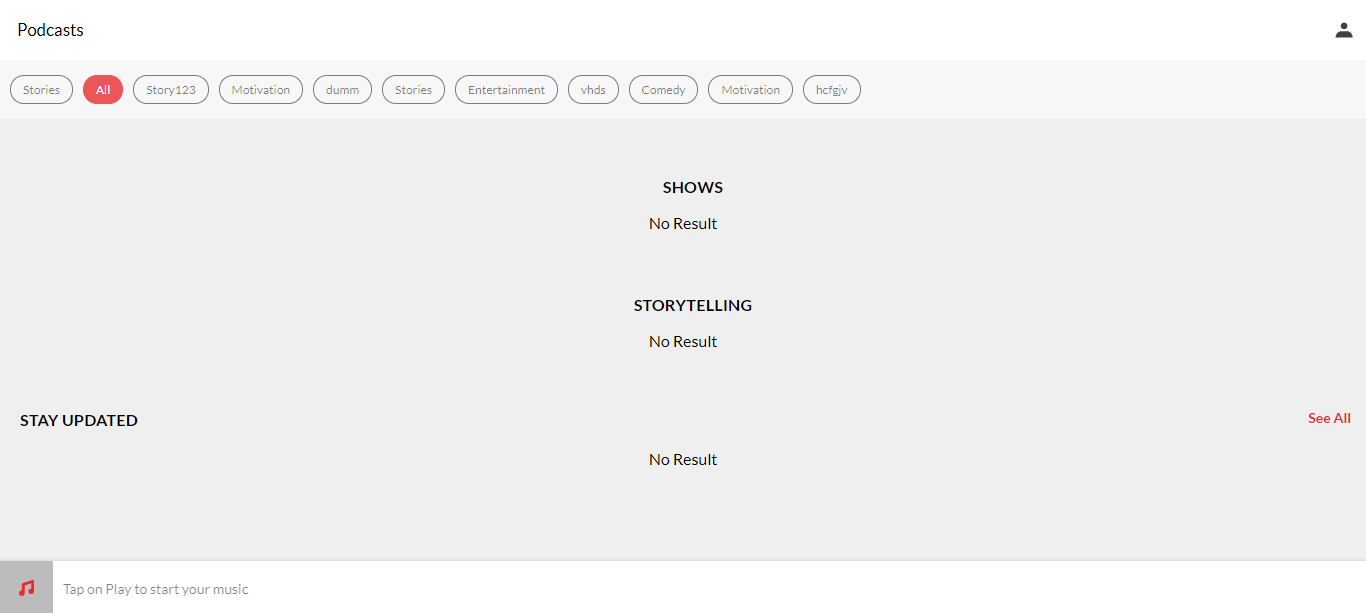 Podcasts
Stories All Story123 Motivation dumm Stories Entertainment vhds Comedy Motivation hcfgjv
SHOWS
No Result
STORYTELLING
No Result
STAY UPDATED See All
No Result
Tap on Play to start your music